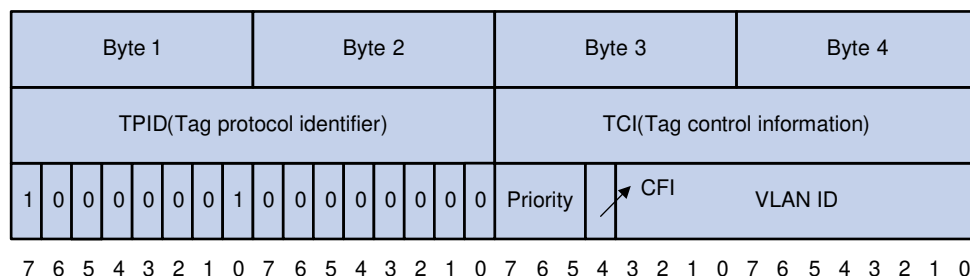 Byte 1 Byte 2 Byte 3 Byte 4
TPID(Tag protocol identifier) TCI(Tag control information)
1 0 0 0 0 0 0 1 0 0 0 0 0 0 0 0 Priority CFI VLAN ID
7 6 5 4 3 2 1 0 7 6 5 4 3 2 1 0 7 6 5 4 3 2 1 0 7 6 5 4 3 2 1 0